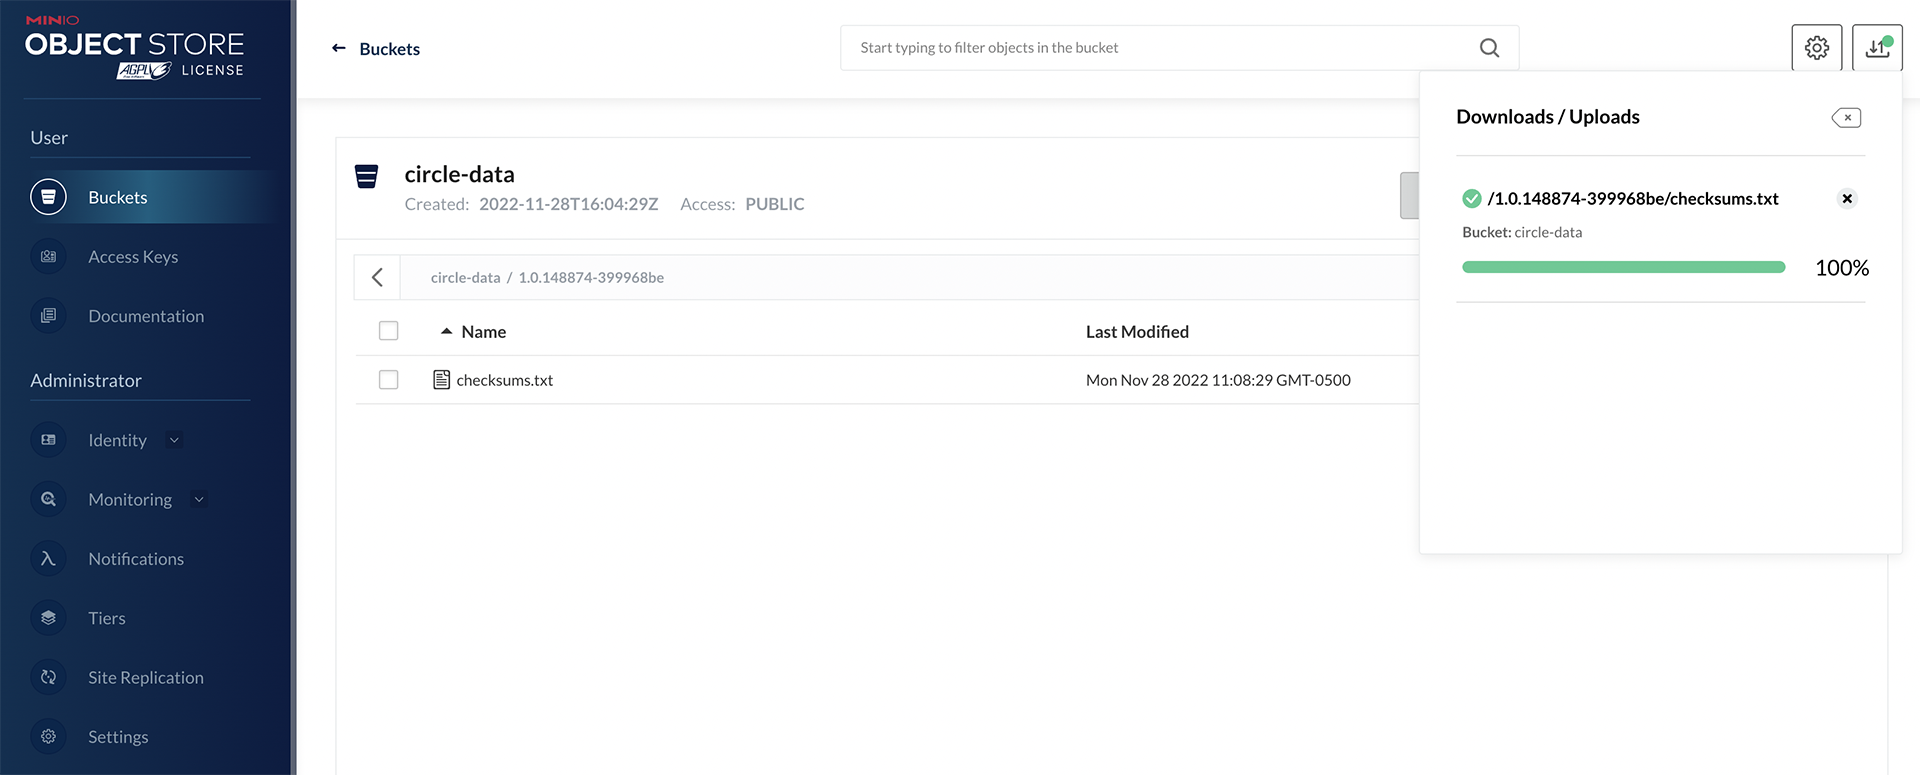 MINIO
OBJECT STORE
AGPLv3 LICENSE
User
Buckets
Access Keys
Documentation
Administrator
Identity
Monitoring
Notifications
Tiers
Site Replication
Settings
Buckets
Start typing to filter objects in the bucket
circle-data
Created: 2022-11-28T16:04:29Z Access: PUBLIC
circle-data / 1.0.148874-399968be
Name Last Modified
checksums.txt Mon Nov 28 2022 11:08:29 GMT-0500
Downloads / Uploads
/1.0.148874-399968be/checksums.txt
Bucket: circle-data
100%